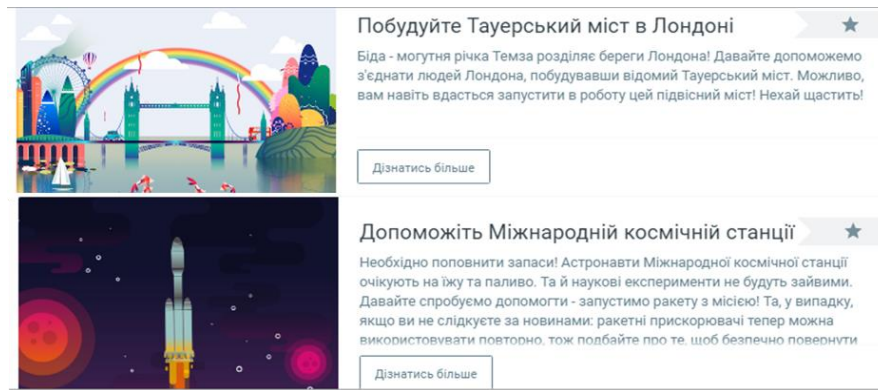 Побудуйте Тауерський міст в Лондоні
Біда - могутня річка Темза розділяє береги Лондона! Давайте допоможемо
з'єднати людей Лондона, побудувавши відомий Тауерський міст. Можливо,
вам навіть вдасться запустити в роботу цей підвісний міст! Нехай щастить!
Дізнатись більше
Допоможіть Міжнародній космічній станції
Необхідно поповнити запаси! Астронавти Міжнародної космічної станції
очікують на їжу та паливо. Та й наукові експерименти не будуть зайвими.
Давайте спробуємо допомогти - запустимо ракету з місією! Та, у випадку,
якщо ви не слідкуєте за новинами: ракетні прискорювачі тепер можна
використовувати повторно, тож подбайте про те, щоб безпечно повернути
Дізнатись більше